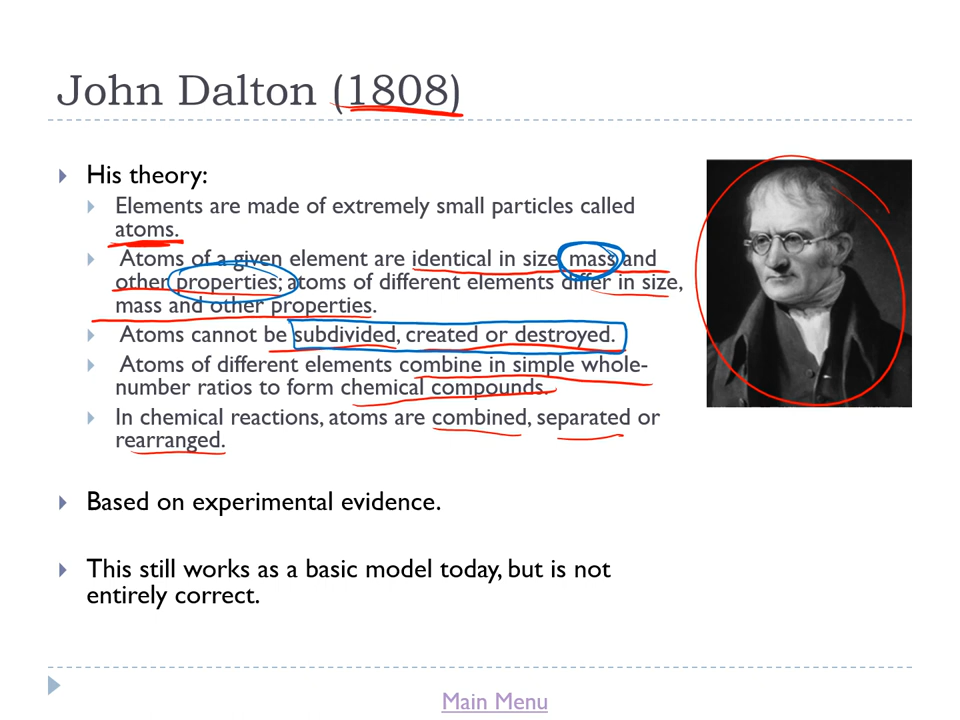 John Dalton (1808)
His theory:
Elements are made of extremely small particles called
atoms.
Atoms of a given element are identical in size, mass and
other properties; atoms of different elements differ in size,
mass and other properties.
Atoms cannot be subdivided, created or destroyed.
Atoms of different elements combine in simple whole-
number ratios to form chemical compounds.
In chemical reactions, atoms are combined, separated or
rearranged.
Based on experimental evidence.
This still works as a basic model today, but is not
entirely correct.
Main Menu